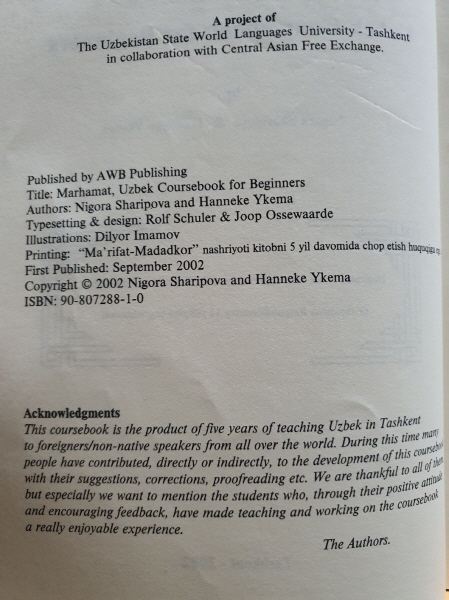 A project of
The Uzbekistan State World Languages University - Tashkent
in collaboration with Central Asian Free Exchange.
Published by AWB Publishing
Title: Marhamat, Uzbek Coursebook for Beginners
Authors: Nigora Sharipova and Hanneke Ykema
Typesetting & design: Rolf Schuler & Joop Ossewaarde
Illustrations: Dilyor Imamov
Printing: "Ma'rifat-Madadkor" nashriyoti kitobni 5 yil davomida chop etish huquqiga
First Published: September 2002
Copyright © 2002 Nigora Sharipova and Hanneke Ykema
ISBN: 90-807288-1-0
Acknowledgments
This coursebook is the product of five years of teaching Uzbek in Tashkent
to foreigners/non-native speakers from all over the world. During this time many
people have contributed, directly or indirectly, to the development of this coursebook
with their suggestions, corrections, proofreading etc. We are thankful to all of them
but especially we want to mention the students who, through their positive attitude
and encouraging feedback, have made teaching and working on the coursebook
a really enjoyable experience.
The Authors.